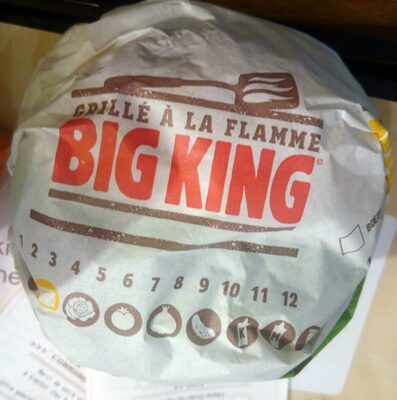 GRILLÉ À LA FLAMME
BIG KING
1 2 3 4 5 6 7 8 9 10 11 12